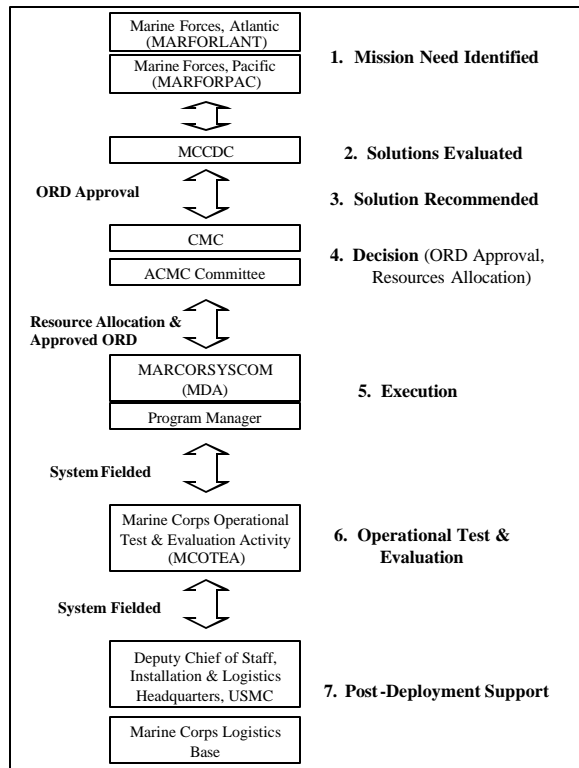 Marine Forces, Atlantic
(MARFORLANT)
1. Mission Need Identified
Marine Forces, Pacific
(MARFORPAC)
MCCDC
2. Solutions Evaluated
ORD Approval
3. Solution Recommended
CMC
4. Decision (ORD Approval,
Resources Allocation)
ACMC Committee
Resource Allocation &
Approved ORD
MARCORSYSCOM
(MDA)
5. Execution
Program Manager
System Fielded
Marine Corps Operational
Test & Evaluation Activity
(MCOTEA)
6. Operational Test &
Evaluation
System Fielded
Deputy Chief of Staff,
Installation & Logistics
Headquarters, USMC
7. Post-Deployment Support
Marine Corps Logistics
Base